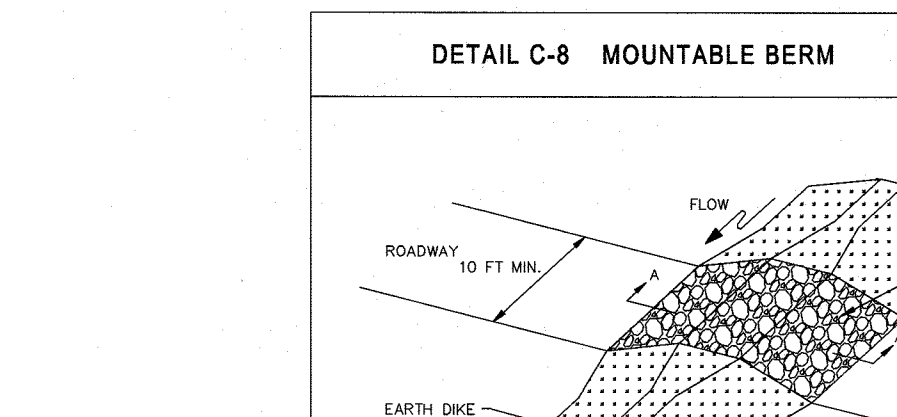 DETAIL C-8 MOUNTABLE BERM
FLOW
ROADWAY
10 FT MIN.
A
EARTH DIKE